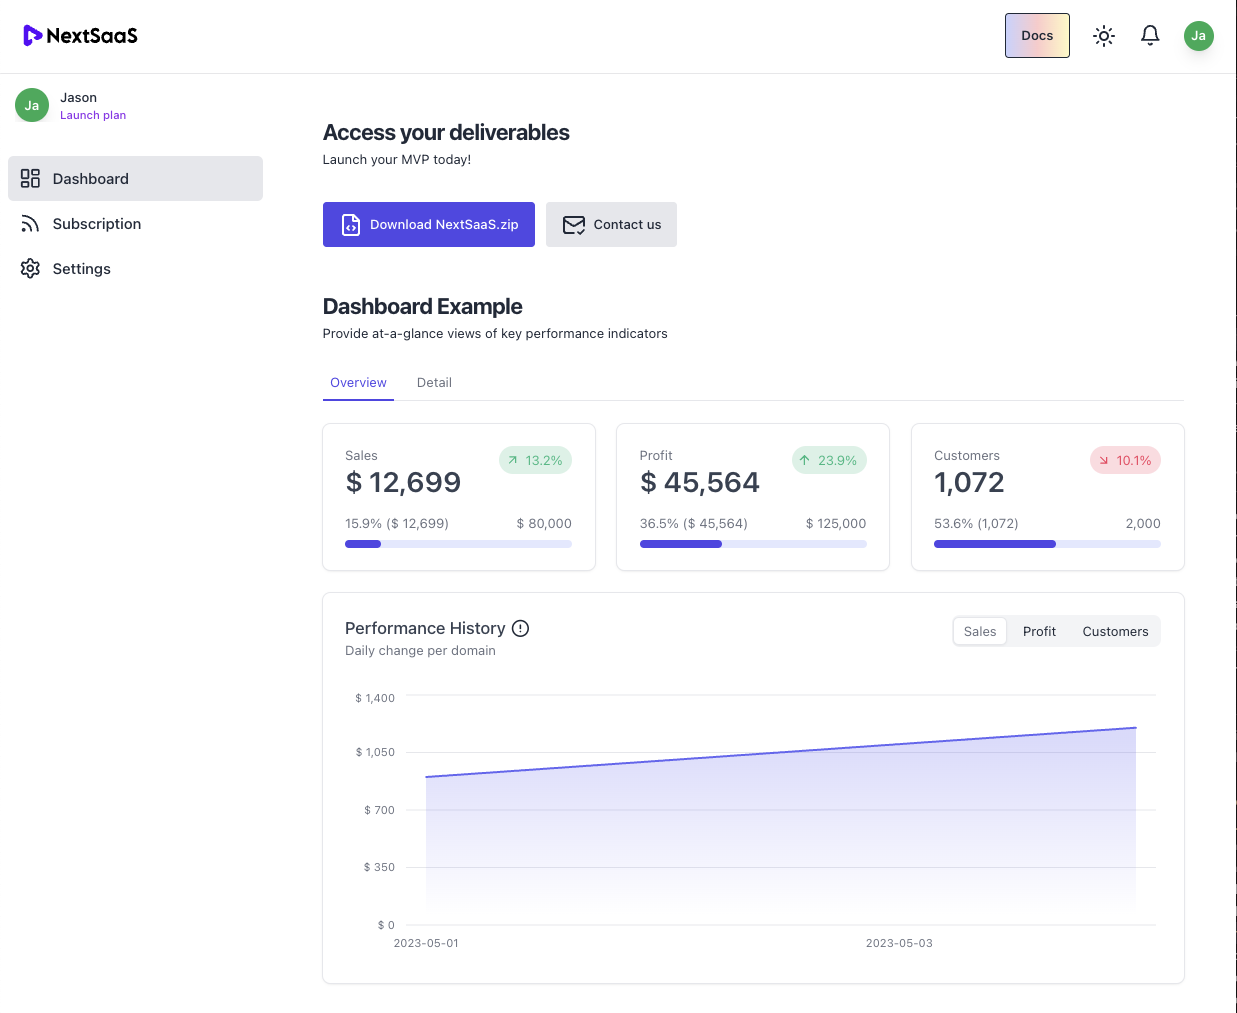 NextSaaS
Docs
Ja
Ja
Jason
Launch plan
Dashboard
Subscription
Settings
Access your deliverables
Launch your MVP today!
Download NextSaaS.zip
Contact us
Dashboard Example
Provide at-a-glance views of key performance indicators
Overview
Detail
Sales
13.2%
$ 12,699
15.9% ($ 12,699)
$ 80,000
Profit
23.9%
$ 45,564
36.5% ($ 45,564)
$ 125,000
Customers
10.1%
1,072
53.6% (1,072)
2,000
Performance History
Daily change per domain
Sales
Profit
Customers
$ 1,400
$ 1,050
$ 700
$ 350
$ 0
2023-05-01
2023-05-03